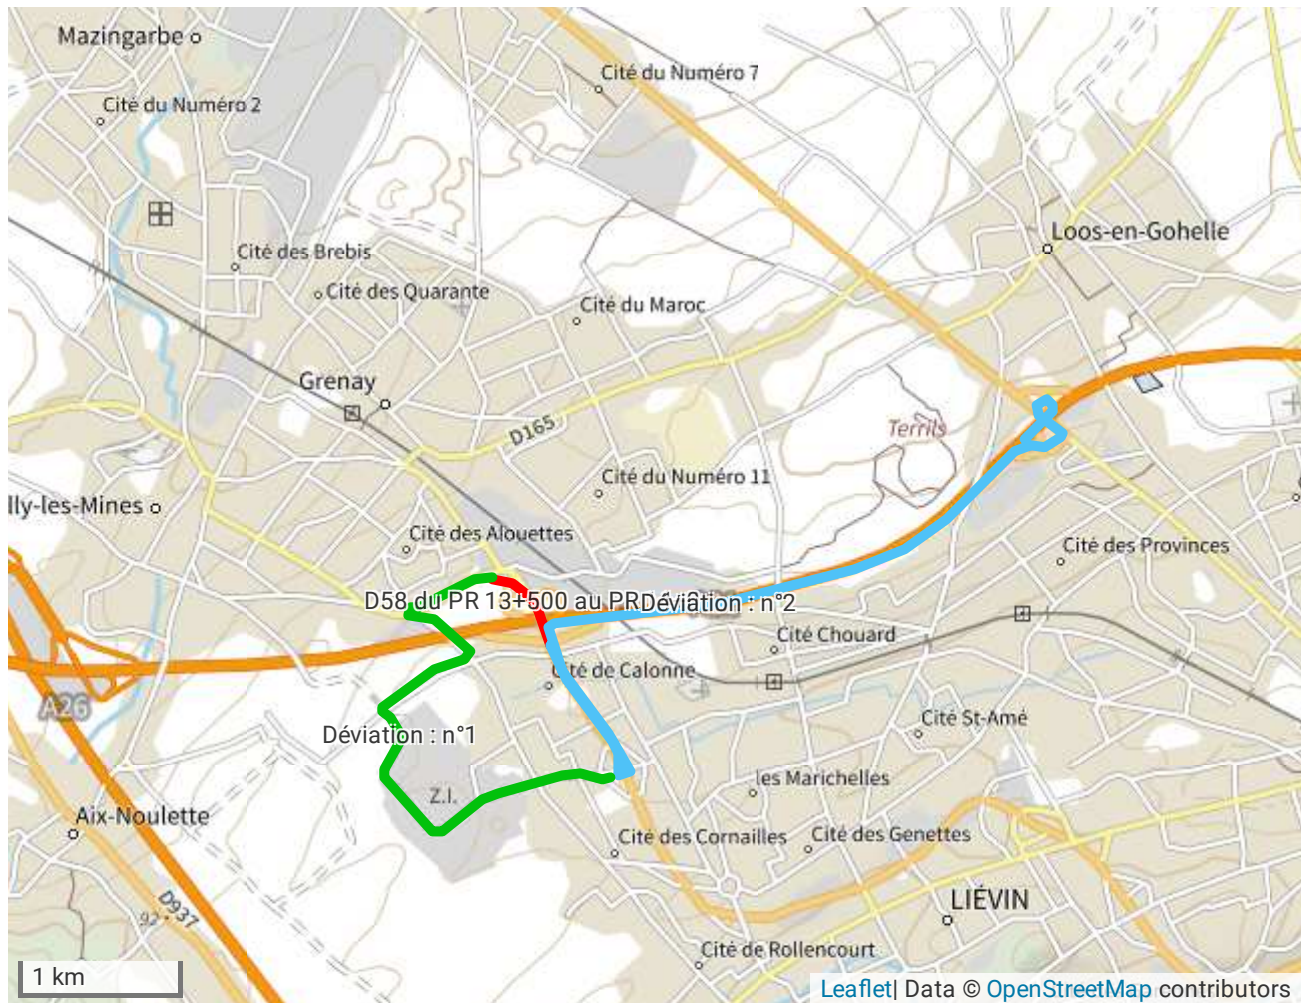 Mazingarbe
Cité du Numéro 7
Cité du Numéro 2
Loos-en-Gohelle
Cité des Brebis
Cité des Quarante
Cité du Maroc
Grenay
D165
Terrils
Cité du Numéro 11
lly-les-Mines
Cité des Alouettes
Cité des Provinces
D58 du PR 13+500 au PR
Déviation : n°2
Cité Chouard
Cité de Calonne
A26
Cité St-Amé
Déviation : n°1
les Marichelles
Z.I.
Aix-Noulette
Cité des Cornailles
Cité des Genettes
LIÉVIN
D937
92
Cité de Rollencourt
1 km
Leaflet | Data © OpenStreetMap contributors